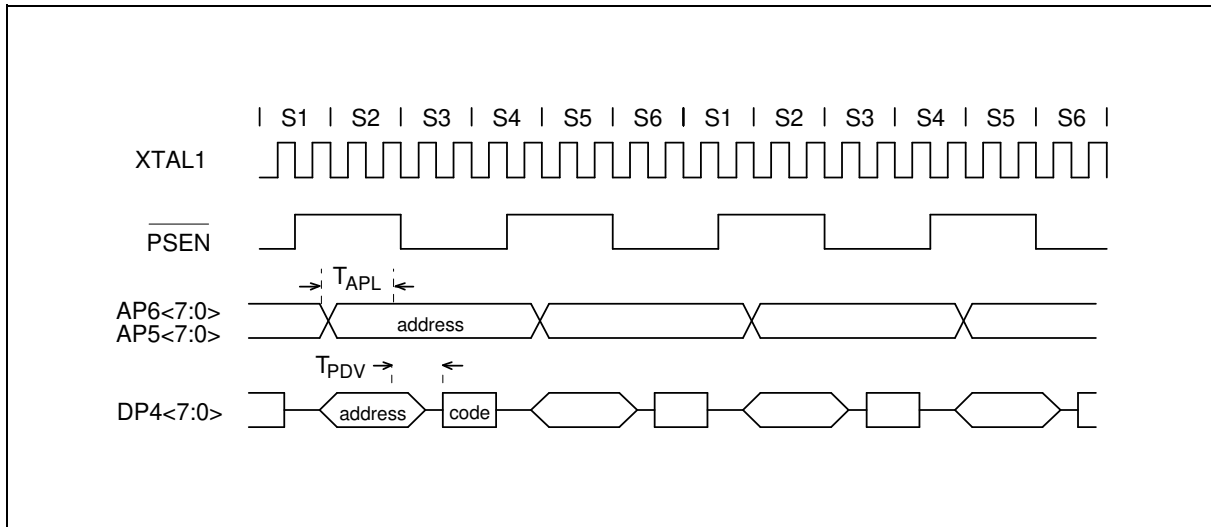 | S1 | S2 | S3 | S4 | S5 | S6 | S1 | S2 | S3 | S4 | S5 | S6 |
XTAL1
PSEN
TAPL
AP6<7:0>
AP5<7:0>
address
TPDV
DP4<7:0>
address
code